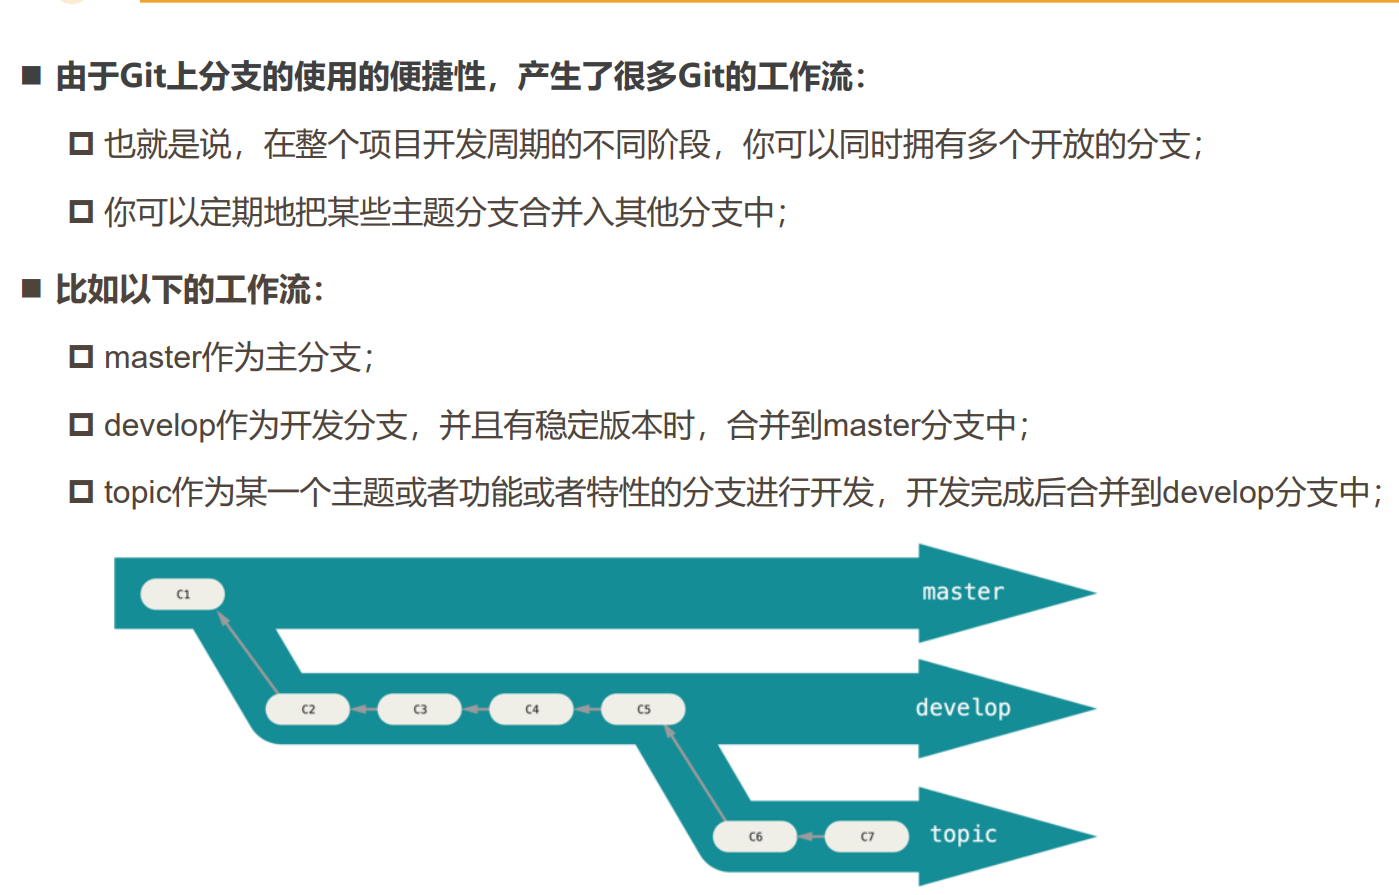 由于Git上分支的使用的便捷性，产生了很多Git的工作流：
也就是说，在整个项目开发周期的不同阶段，你可以同时拥有多个开放的分支；
你可以定期地把某些主题分支合并入其他分支中；
比如以下的工作流：
master作为主分支；
develop作为开发分支，并且有稳定版本时，合并到master分支中；
topic作为某一个主题或者功能或者特性的分支进行开发，开发完成后合并到develop分支中；
C1 master
C2 C3 C4 C5 develop
C6 C7 topic